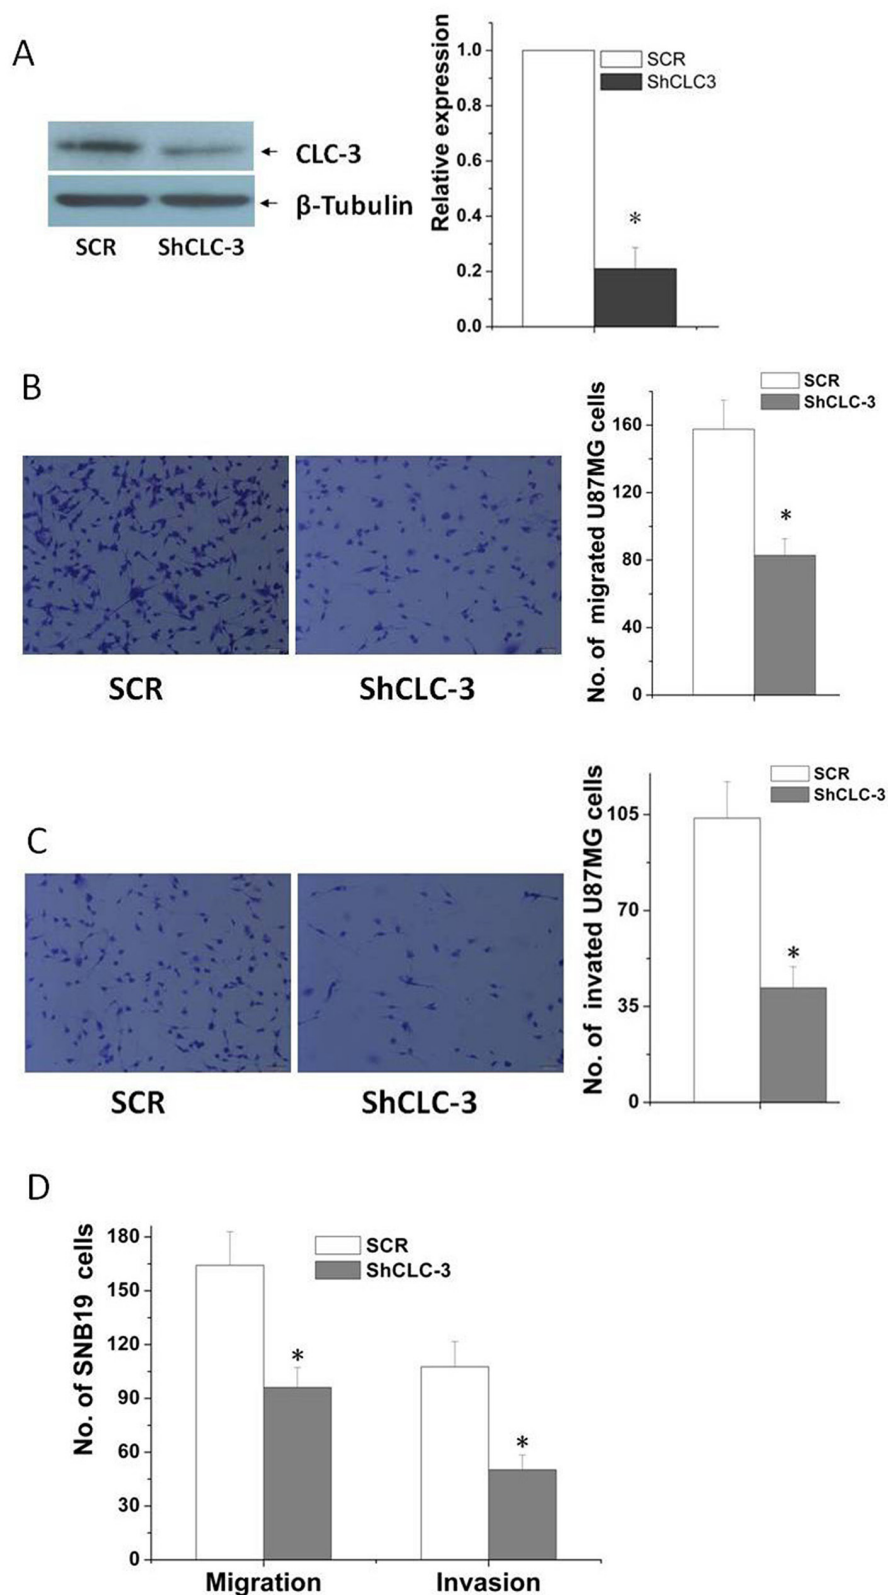 A
CLC-3
β-Tubulin
SCR
ShCLC-3
Relative expression
1.0
0.8
0.6
0.4
0.2
0.0
SCR
ShCLC3
*
B
SCR
ShCLC-3
No. of migrated U87MG cells
160
120
80
40
0
SCR
ShCLC-3
*
C
SCR
ShCLC-3
No. of invated U87MG cells
105
70
35
0
SCR
ShCLC-3
*
D
No. of SNB19 cells
180
150
120
90
60
30
0
SCR
ShCLC-3
*
*
Migration
Invasion